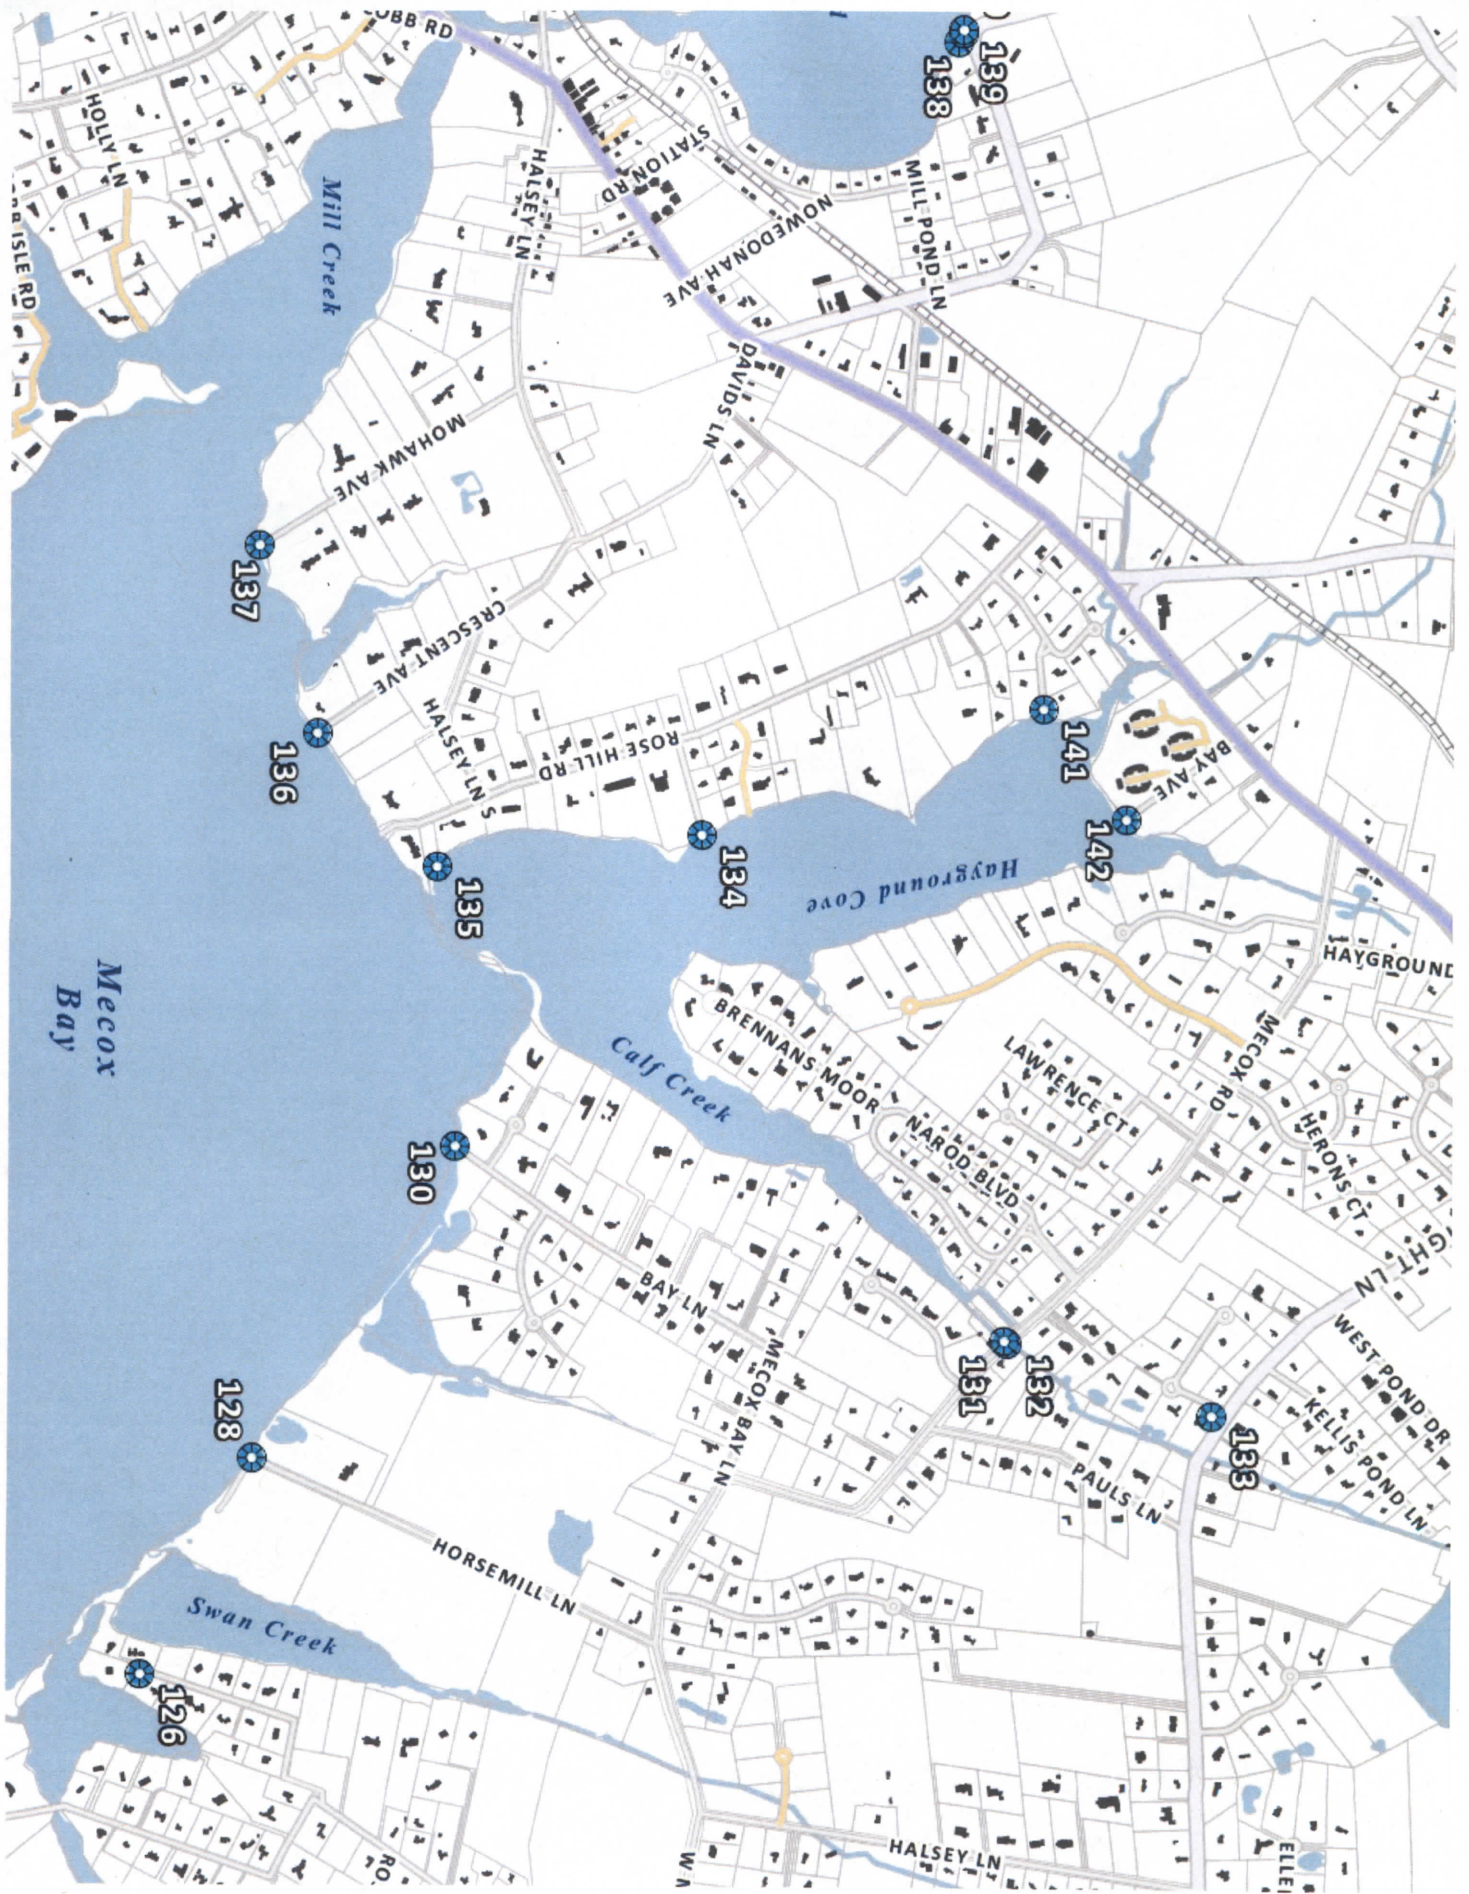 COBB RD
139
138
HOLLY LN
STATION RD
HALSEY LN
Mill Creek
MILL POND LN
NOWEDONAH AVE
ISLE RD
DAVIDS LN
MOHAWK AVE
137
CRESCENT AVE
136
HALSEY LN S
ROSE HILL RD
141
BAY AVE
142
134
135
Hayground Cove
HAYGROUND
Mecox
Bay
BRENNANS MOOR
Calf Creek
LAWRENCE CT
MECOX RD
NAROD BLVD
HERONS CT
130
GHT LN
BAY LN
WEST POND DR
KELLIS POND LN
MECOX BAY LN
131
132
133
128
PAULS LN
HORSEMILL LN
Swan Creek
126
HALSEY LN
ELLE
RO
W